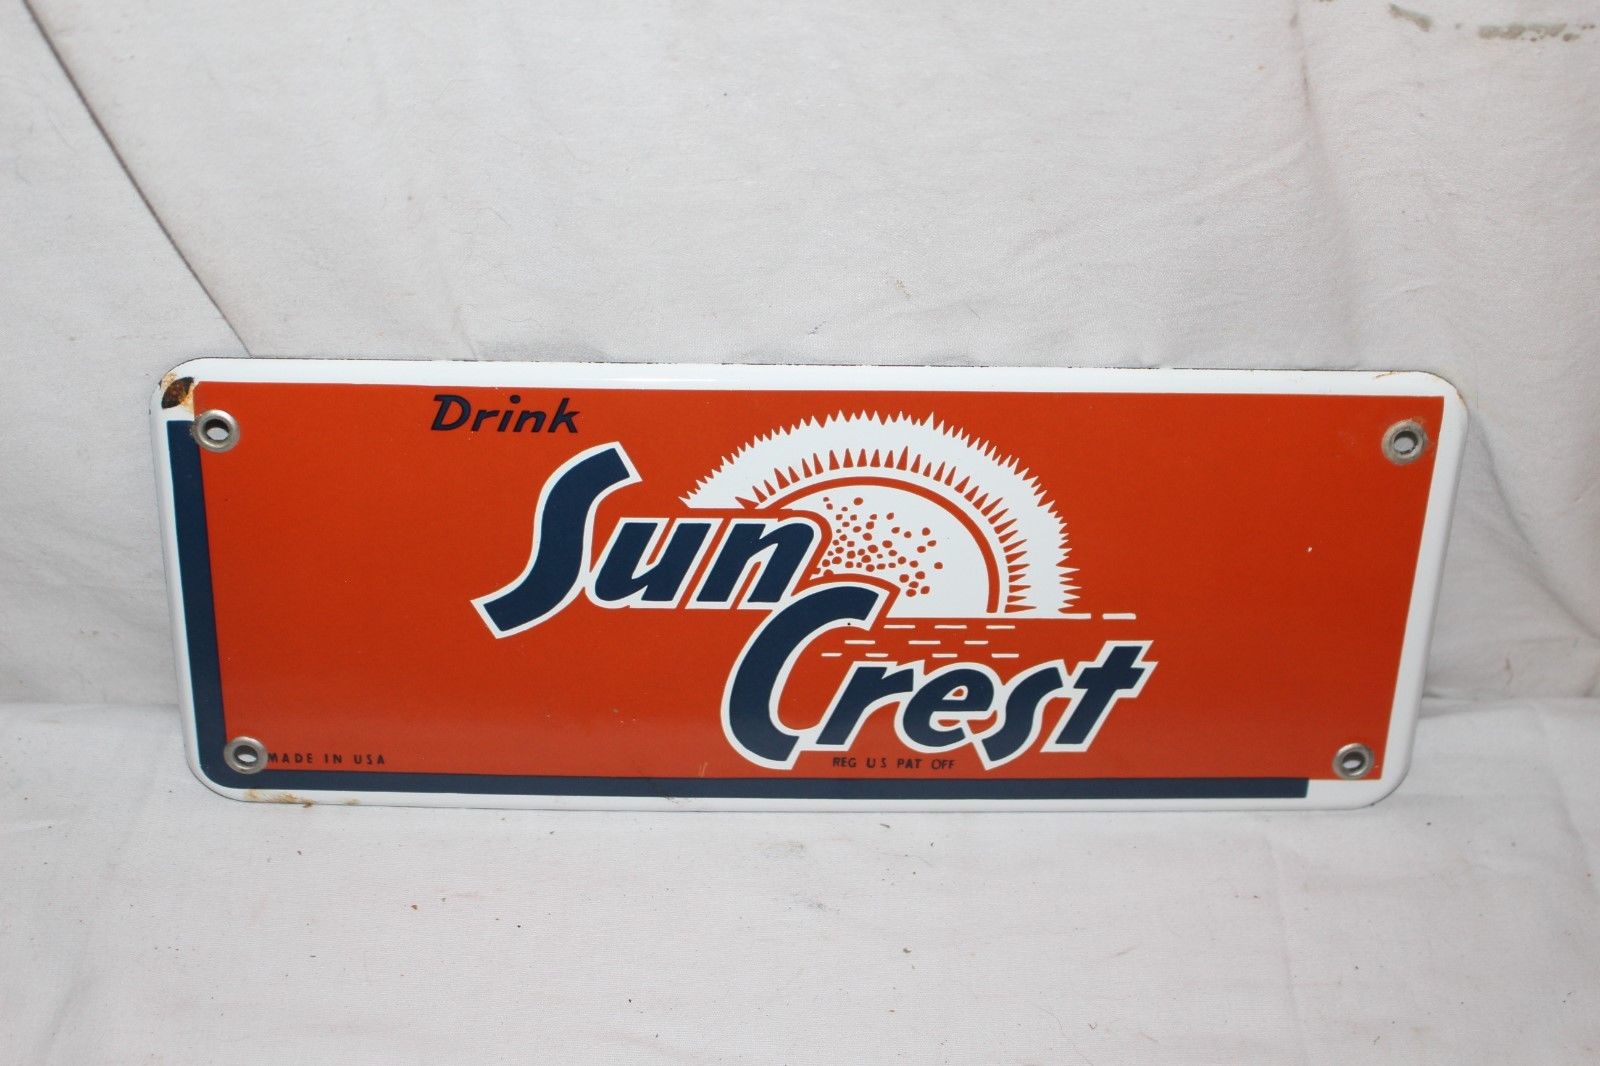 Drink
Sun
Crest
MADE IN USA
REG U S PAT OFF